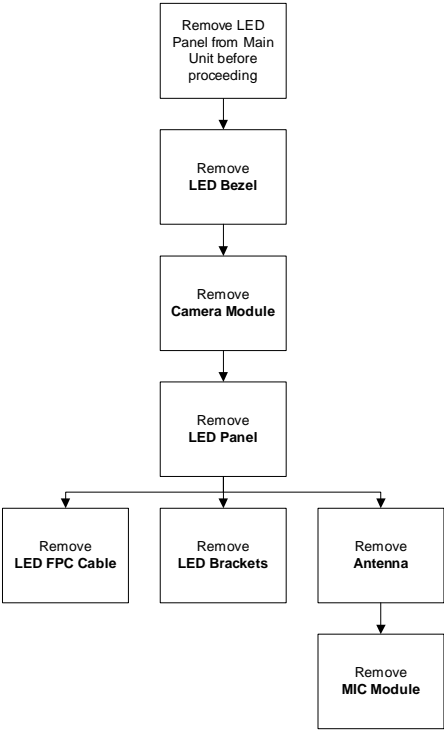 Remove LED
Panel from Main
Unit before
proceeding
Remove
LED Bezel
Remove
Camera Module
Remove
LED Panel
Remove
LED FPC Cable
Remove
LED Brackets
Remove
Antenna
Remove
MIC Module